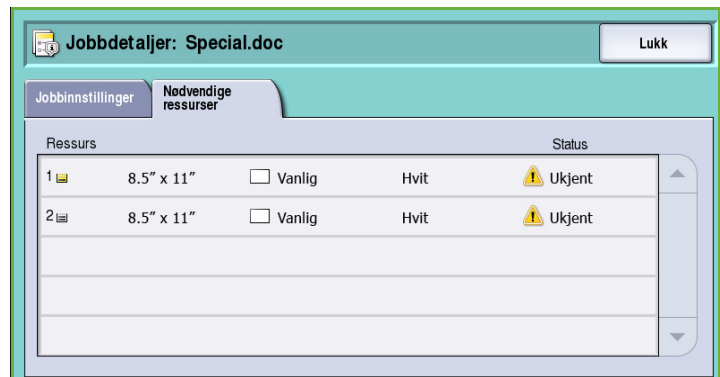 Jobbdetaljer: Special.doc
Lukk
Jobbinnstillinger
Nødvendige
ressurser
Ressurs Status
1 8.5″ x 11″ Vanlig Hvit Ukjent
2 8.5″ x 11″ Vanlig Hvit Ukjent